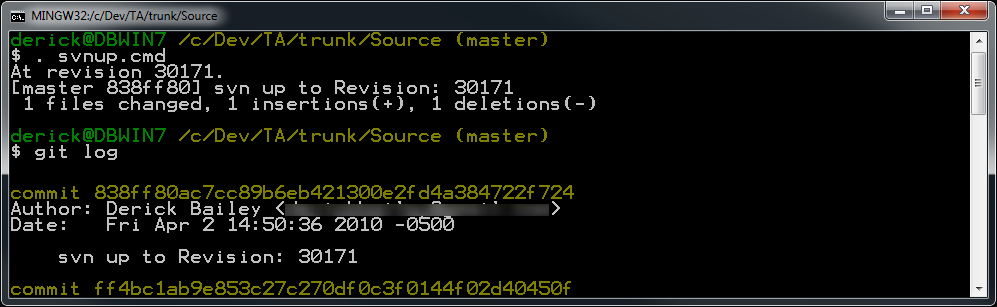 MINGW32:/c/Dev/TA/trunk/Source
derick@DBWIN7 /c/Dev/TA/trunk/Source (master)
$ . svnup.cmd
At revision 30171.
[master 838ff80] svn up to Revision: 30171
 1 files changed, 1 insertions(+), 1 deletions(-)
derick@DBWIN7 /c/Dev/TA/trunk/Source (master)
$ git log
commit 838ff80ac7cc89b6eb421300e2fd4a384722f724
Author: Derick Bailey < >
Date:   Fri Apr 2 14:50:36 2010 -0500
    svn up to Revision: 30171
commit ff4bc1ab9e853c27c270df0c3f0144f02d40450f